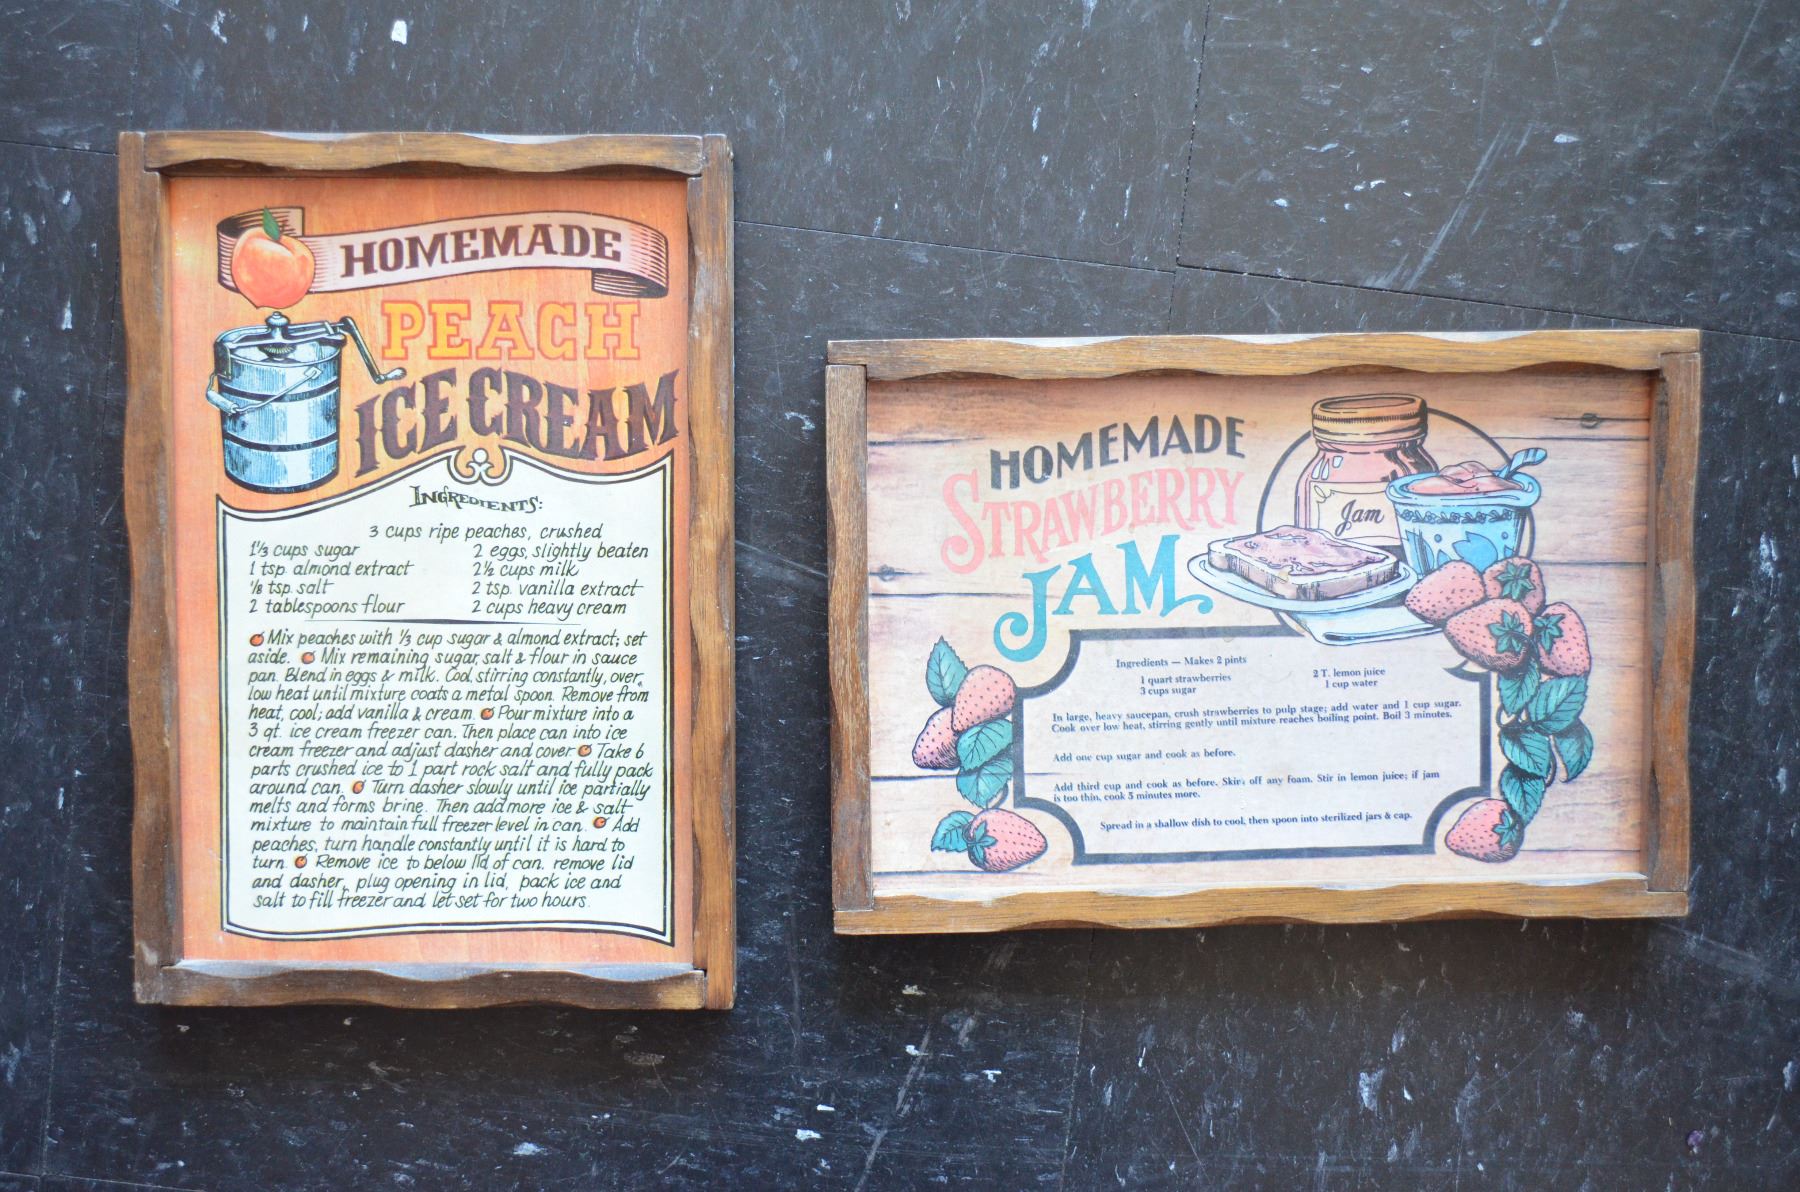 HOMEMADE
PEACH
ICE CREAM
INGREDIENTS:
3 cups ripe peaches, crushed
1⅓ cups sugar 2 eggs, slightly beaten
1 tsp. almond extract 2½ cups milk
⅛ tsp. salt 2 tsp. vanilla extract
2 tablespoons flour 2 cups heavy cream
Mix peaches with ⅓ cup sugar & almond extract; set
aside. Mix remaining sugar, salt & flour in sauce
pan. Blend in eggs & milk. Cool, stirring constantly, over
low heat until mixture coats a metal spoon. Remove from
heat, cool; add vanilla & cream. Pour mixture into a
3 qt. ice cream freezer can. Then place can into ice
cream freezer and adjust dasher and cover Take 6
parts crushed ice to 1 part rock salt and fully pack
around can. Turn dasher slowly until ice partially
melts and forms brine. Then add more ice & salt
mixture to maintain full freezer level in can. Add
peaches, turn handle constantly until it is hard to
turn. Remove ice to below lid of can, remove lid
and dasher, plug opening in lid, pack ice and
salt to fill freezer and let set for two hours.
HOMEMADE
STRAWBERRY
JAM
Jam
Ingredients — Makes 2 pints
1 quart strawberries 2 T. lemon juice
3 cups sugar 1 cup water
In large, heavy saucepan, crush strawberries to pulp stage; add water and 1 cup sugar.
Cook over low heat, stirring gently until mixture reaches boiling point. Boil 3 minutes.
Add one cup sugar and cook as before.
Add third cup and cook as before. Skim off any foam. Stir in lemon juice; if jam
is too thin, cook 5 minutes more.
Spread in a shallow dish to cool, then spoon into sterilized jars & cap.